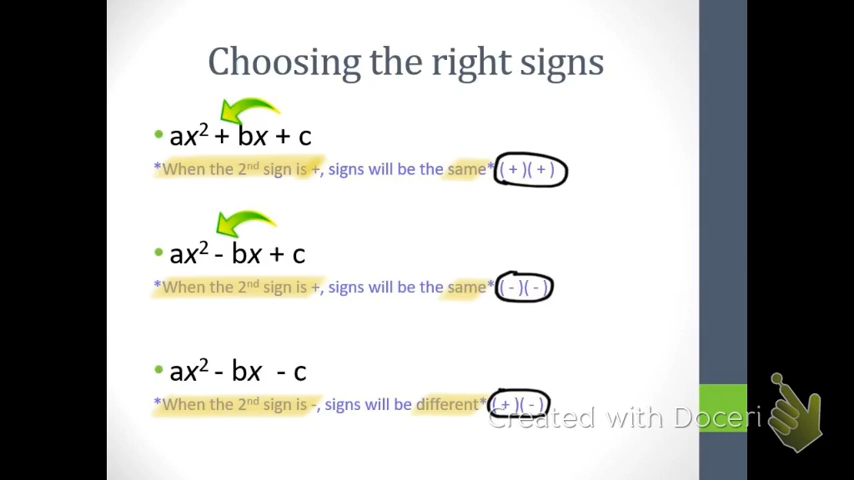 Choosing the right signs
• ax² + bx + c
*When the 2nd sign is +, signs will be the same* ( + )( + )
• ax² - bx + c
*When the 2nd sign is +, signs will be the same* ( - )( - )
• ax² - bx - c
*When the 2nd sign is -, signs will be different* ( + )( - )
Created with Doceri